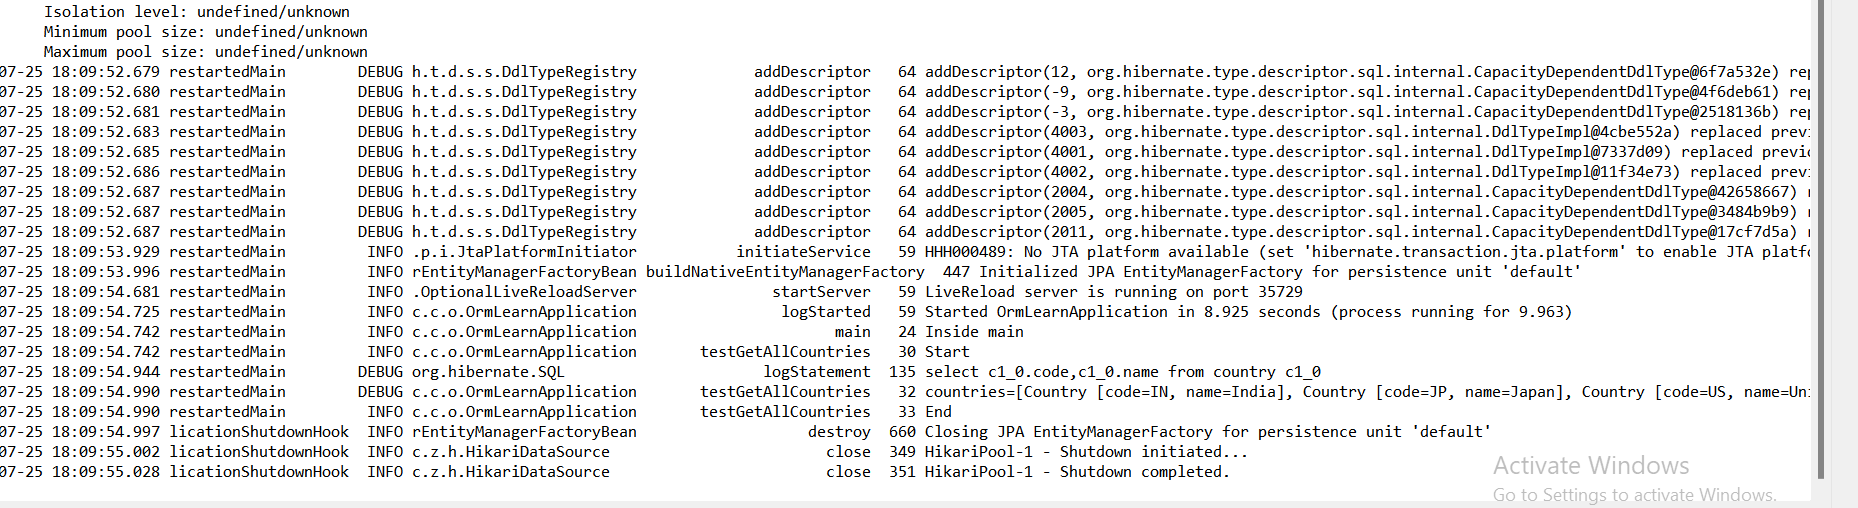 Isolation level: undefined/unknown
Minimum pool size: undefined/unknown
Maximum pool size: undefined/unknown
07-25 18:09:52.679 restartedMain DEBUG h.t.d.s.s.DdlTypeRegistry addDescriptor 64 addDescriptor(12, org.hibernate.type.descriptor.sql.internal.CapacityDependentDdlType@6f7a532e) rep
07-25 18:09:52.680 restartedMain DEBUG h.t.d.s.s.DdlTypeRegistry addDescriptor 64 addDescriptor(-9, org.hibernate.type.descriptor.sql.internal.CapacityDependentDdlType@4f6deb61) rep
07-25 18:09:52.681 restartedMain DEBUG h.t.d.s.s.DdlTypeRegistry addDescriptor 64 addDescriptor(-3, org.hibernate.type.descriptor.sql.internal.CapacityDependentDdlType@2518136b) rep
07-25 18:09:52.683 restartedMain DEBUG h.t.d.s.s.DdlTypeRegistry addDescriptor 64 addDescriptor(4003, org.hibernate.type.descriptor.sql.internal.DdlTypeImpl@4cbe552a) replaced previ
07-25 18:09:52.685 restartedMain DEBUG h.t.d.s.s.DdlTypeRegistry addDescriptor 64 addDescriptor(4001, org.hibernate.type.descriptor.sql.internal.DdlTypeImpl@7337d09) replaced previo
07-25 18:09:52.686 restartedMain DEBUG h.t.d.s.s.DdlTypeRegistry addDescriptor 64 addDescriptor(4002, org.hibernate.type.descriptor.sql.internal.DdlTypeImpl@11f34e73) replaced previ
07-25 18:09:52.687 restartedMain DEBUG h.t.d.s.s.DdlTypeRegistry addDescriptor 64 addDescriptor(2004, org.hibernate.type.descriptor.sql.internal.CapacityDependentDdlType@42658667)
07-25 18:09:52.687 restartedMain DEBUG h.t.d.s.s.DdlTypeRegistry addDescriptor 64 addDescriptor(2005, org.hibernate.type.descriptor.sql.internal.CapacityDependentDdlType@3484b9b9)
07-25 18:09:52.687 restartedMain DEBUG h.t.d.s.s.DdlTypeRegistry addDescriptor 64 addDescriptor(2011, org.hibernate.type.descriptor.sql.internal.CapacityDependentDdlType@17cf7d5a)
07-25 18:09:53.929 restartedMain INFO .p.i.JtaPlatformInitiator initiateService 59 HHH000489: No JTA platform available (set 'hibernate.transaction.jta.platform' to enable JTA platfo
07-25 18:09:53.996 restartedMain INFO rEntityManagerFactoryBean buildNativeEntityManagerFactory 447 Initialized JPA EntityManagerFactory for persistence unit 'default'
07-25 18:09:54.681 restartedMain INFO .OptionalLiveReloadServer startServer 59 LiveReload server is running on port 35729
07-25 18:09:54.725 restartedMain INFO c.c.o.OrmLearnApplication logStarted 59 Started OrmLearnApplication in 8.925 seconds (process running for 9.963)
07-25 18:09:54.742 restartedMain INFO c.c.o.OrmLearnApplication main 24 Inside main
07-25 18:09:54.742 restartedMain INFO c.c.o.OrmLearnApplication testGetAllCountries 30 Start
07-25 18:09:54.944 restartedMain DEBUG org.hibernate.SQL logStatement 135 select c1_0.code,c1_0.name from country c1_0
07-25 18:09:54.990 restartedMain DEBUG c.c.o.OrmLearnApplication testGetAllCountries 32 countries=[Country [code=IN, name=India], Country [code=JP, name=Japan], Country [code=US, name=Uni
07-25 18:09:54.990 restartedMain INFO c.c.o.OrmLearnApplication testGetAllCountries 33 End
07-25 18:09:54.997 licationShutdownHook INFO rEntityManagerFactoryBean destroy 660 Closing JPA EntityManagerFactory for persistence unit 'default'
07-25 18:09:55.002 licationShutdownHook INFO c.z.h.HikariDataSource close 349 HikariPool-1 - Shutdown initiated...
07-25 18:09:55.028 licationShutdownHook INFO c.z.h.HikariDataSource close 351 HikariPool-1 - Shutdown completed.
Activate Windows
Go to Settings to activate Windows.